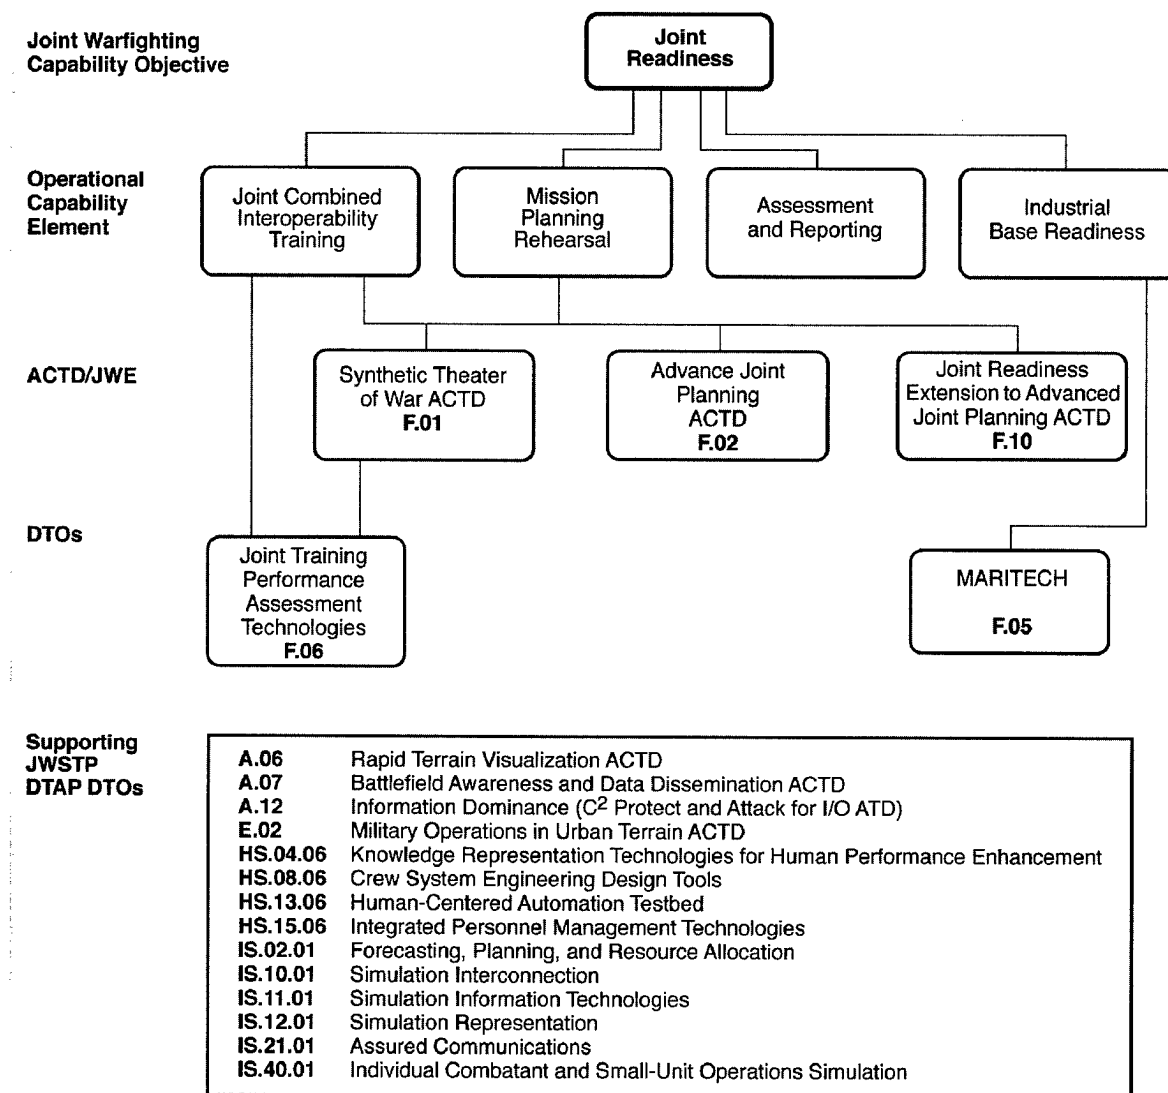 Joint Warfighting
Capability Objective
Joint
Readiness
Operational
Capability
Element
Joint Combined
Interoperability
Training
Mission
Planning
Rehearsal
Assessment
and Reporting
Industrial
Base Readiness
ACTD/JWE
Synthetic Theater
of War ACTD
F.01
Advance Joint
Planning
ACTD
F.02
Joint Readiness
Extension to Advanced
Joint Planning ACTD
F.10
DTOs
Joint Training
Performance
Assessment
Technologies
F.06
MARITECH
F.05
Supporting
JWSTP
DTAP DTOs
A.06 Rapid Terrain Visualization ACTD
A.07 Battlefield Awareness and Data Dissemination ACTD
A.12 Information Dominance (C² Protect and Attack for I/O ATD)
E.02 Military Operations in Urban Terrain ACTD
HS.04.06 Knowledge Representation Technologies for Human Performance Enhancement
HS.08.06 Crew System Engineering Design Tools
HS.13.06 Human-Centered Automation Testbed
HS.15.06 Integrated Personnel Management Technologies
IS.02.01 Forecasting, Planning, and Resource Allocation
IS.10.01 Simulation Interconnection
IS.11.01 Simulation Information Technologies
IS.12.01 Simulation Representation
IS.21.01 Assured Communications
IS.40.01 Individual Combatant and Small-Unit Operations Simulation